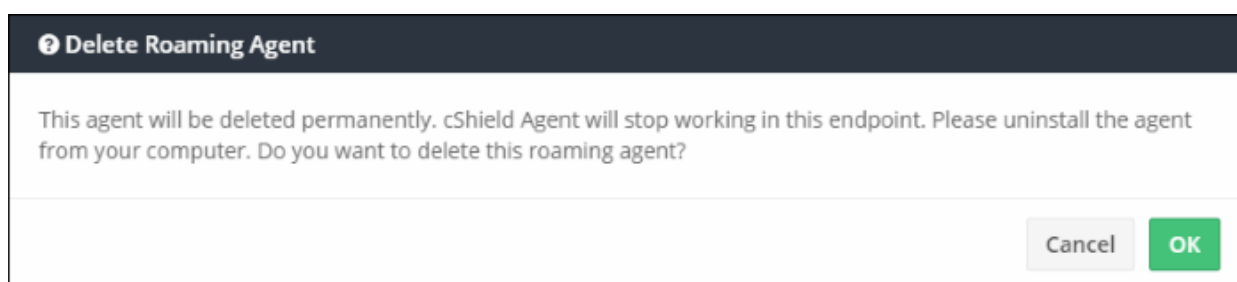 Delete Roaming Agent
This agent will be deleted permanently. cShield Agent will stop working in this endpoint. Please uninstall the agent
from your computer. Do you want to delete this roaming agent?
Cancel OK